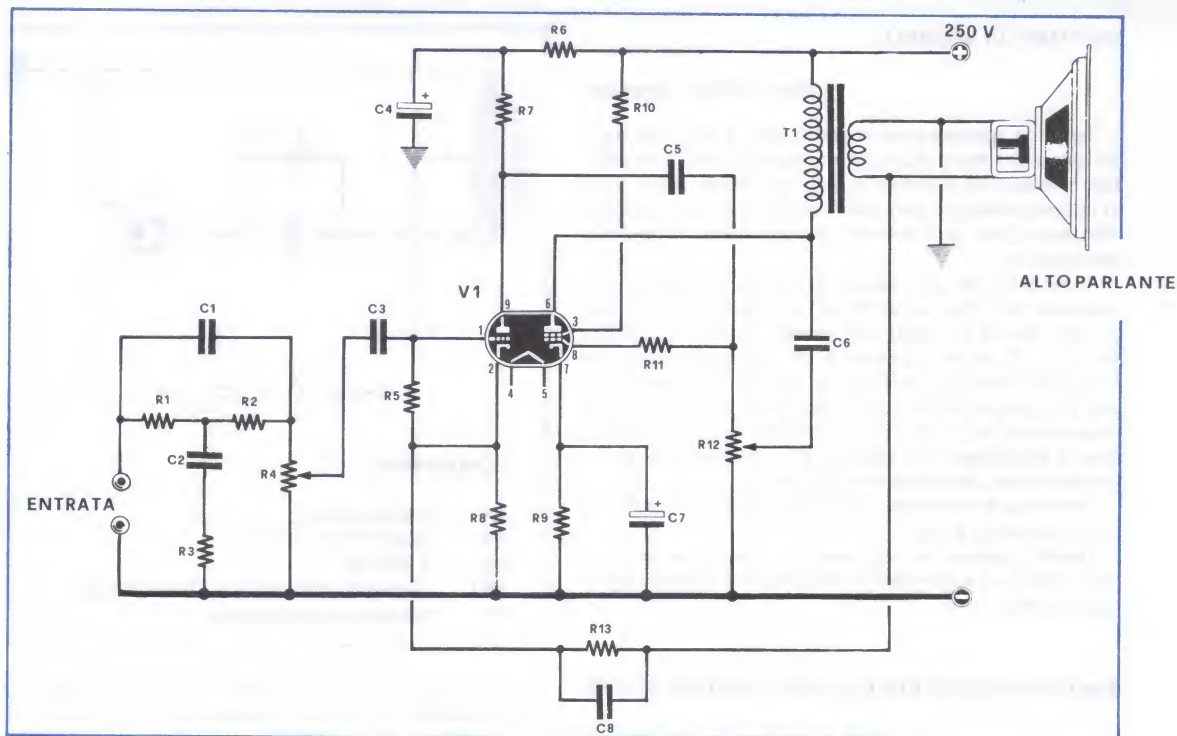 R6
250 V
+
C4
R7
R10
T1
C5
V1
9
6
C1
C3
1
3
8
2
7
4
5
ALTOPARLANTE
C6
R11
R1
R2
R5
C2
R4
R12
ENTRATA
+
R8
R9
C7
R3
R13
C8